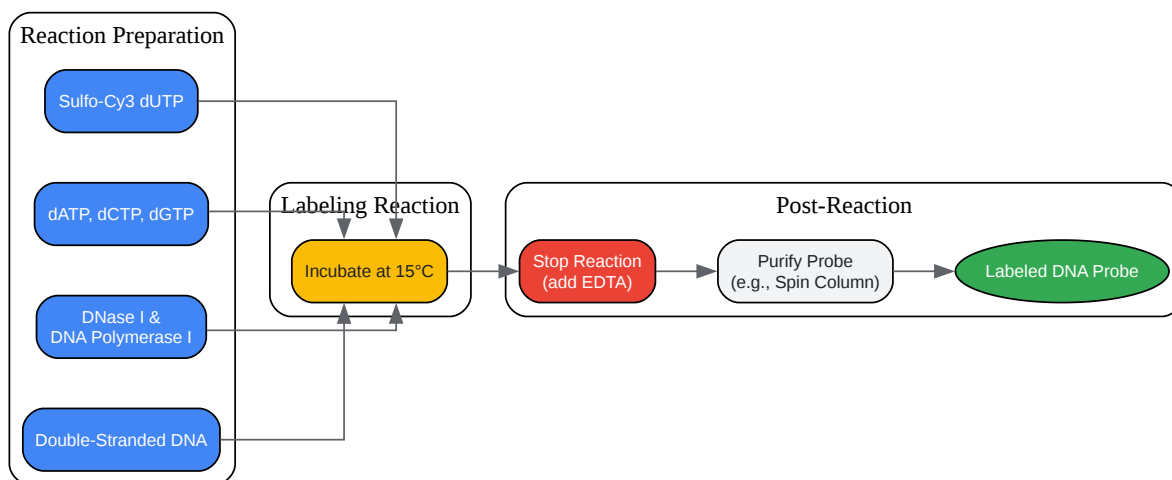 Reaction Preparation
Sulfo-Cy3 dUTP
dATP, dCTP, dGTP
DNase I &
DNA Polymerase I
Double-Stranded DNA
Labeling Reaction
Incubate at 15°C
Post-Reaction
Stop Reaction
(add EDTA)
Purify Probe
(e.g., Spin Column)
Labeled DNA Probe